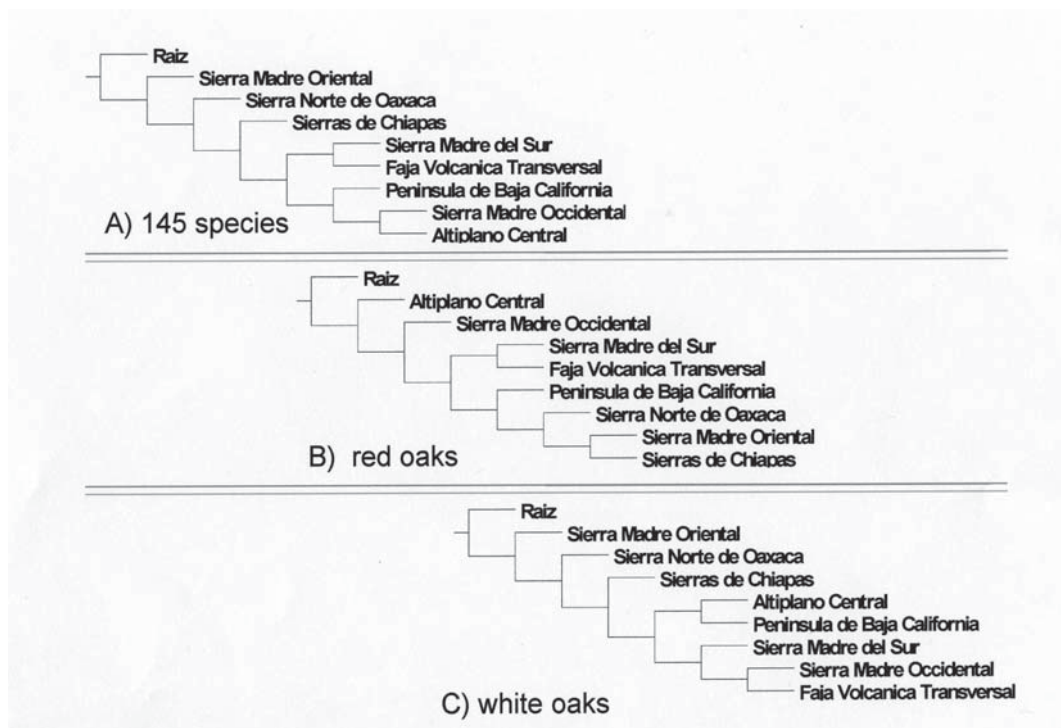 Raiz
Sierra Madre Oriental
Sierra Norte de Oaxaca
Sierras de Chiapas
Sierra Madre del Sur
Faja Volcanica Transversal
Peninsula de Baja California
Sierra Madre Occidental
Altiplano Central
A) 145 species
Raiz
Altiplano Central
Sierra Madre Occidental
Sierra Madre del Sur
Faja Volcanica Transversal
Peninsula de Baja California
Sierra Norte de Oaxaca
Sierra Madre Oriental
Sierras de Chiapas
B) red oaks
Raiz
Sierra Madre Oriental
Sierra Norte de Oaxaca
Sierras de Chiapas
Altiplano Central
Peninsula de Baja California
Sierra Madre del Sur
Sierra Madre Occidental
Faja Volcanica Transversal
C) white oaks